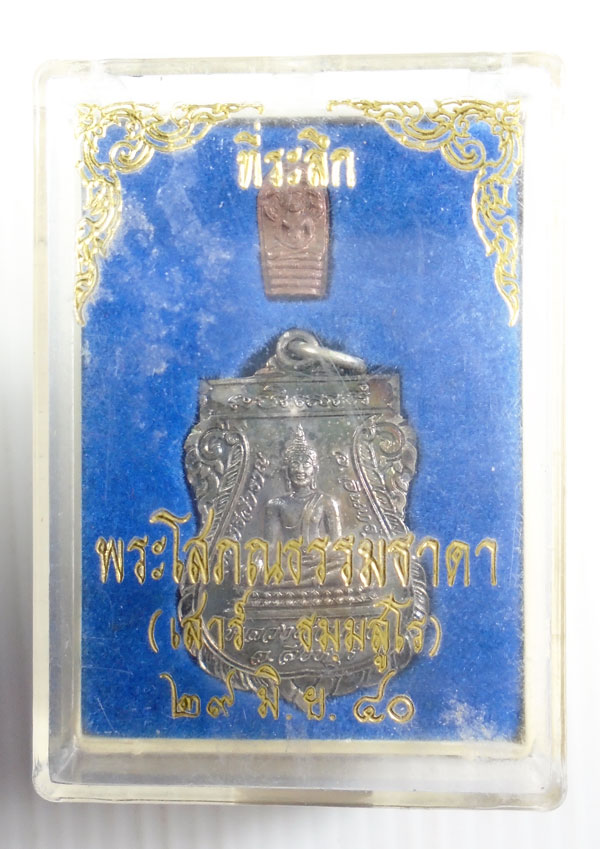 ที่ระลึก
พระโสภณธรรมธาดา
(เสาร์ ธมฺมสุโร)
๒๙ มิ.ย. ๔๐